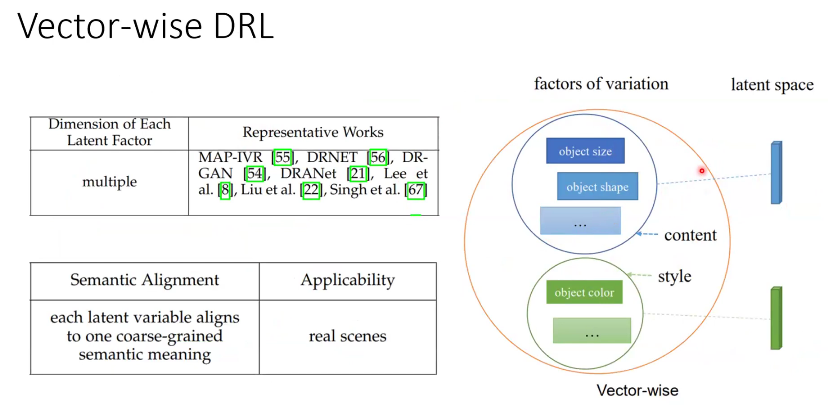 Vector-wise DRL
Dimension of Each
Latent Factor
Representative Works
multiple
MAP-IVR [55], DRNET [56], DR-
GAN [54], DRANet [21], Lee et
al. [8], Liu et al. [22], Singh et al. [67]
Semantic Alignment
Applicability
each latent variable aligns
to one coarse-grained
semantic meaning
real scenes
factors of variation
latent space
object size
object shape
...
content
style
object color
...
Vector-wise